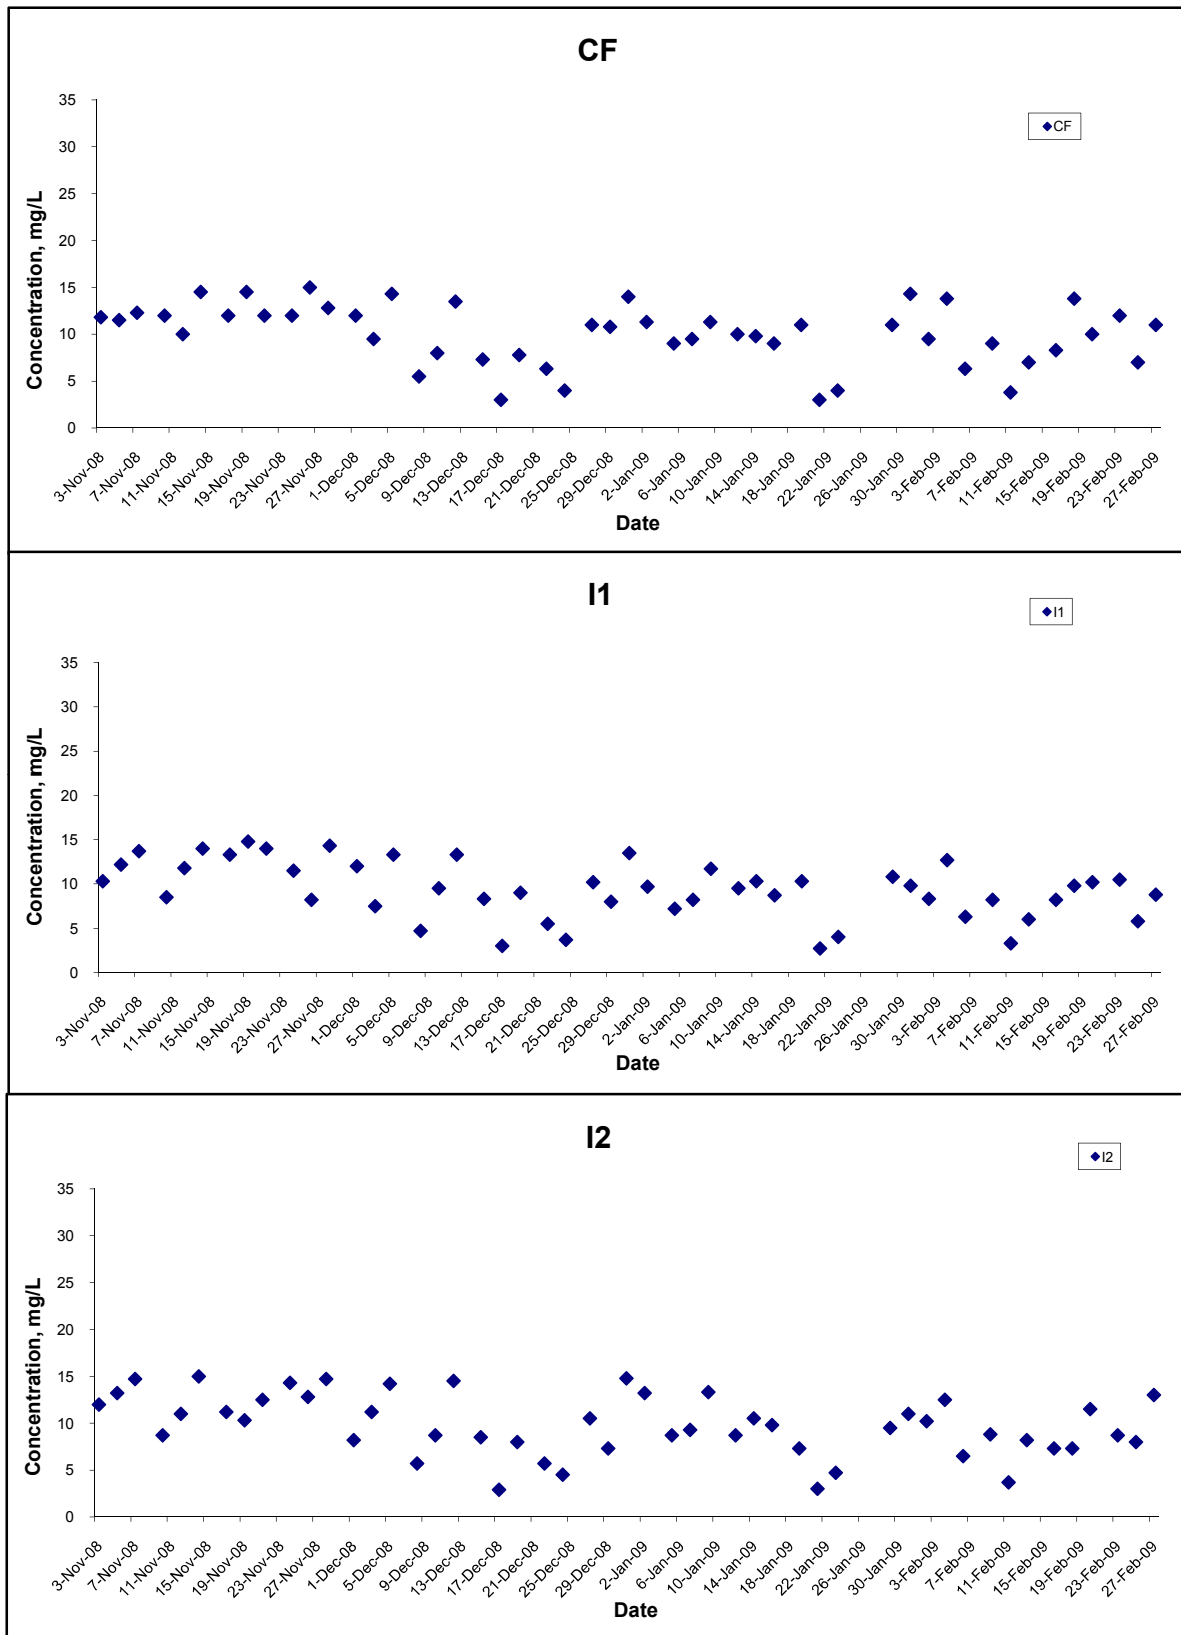 CF
CF
35
30
25
20
15
10
5
0
Concentration, mg/L
3-Nov-08 7-Nov-08 11-Nov-08 15-Nov-08 19-Nov-08 23-Nov-08 27-Nov-08 1-Dec-08 5-Dec-08 9-Dec-08 13-Dec-08 17-Dec-08 21-Dec-08 25-Dec-08 29-Dec-08 2-Jan-09 6-Jan-09 10-Jan-09 14-Jan-09 18-Jan-09 22-Jan-09 26-Jan-09 30-Jan-09 3-Feb-09 7-Feb-09 11-Feb-09 15-Feb-09 19-Feb-09 23-Feb-09 27-Feb-09
Date
I1
I1
35
30
25
20
15
10
5
0
Concentration, mg/L
3-Nov-08 7-Nov-08 11-Nov-08 15-Nov-08 19-Nov-08 23-Nov-08 27-Nov-08 1-Dec-08 5-Dec-08 9-Dec-08 13-Dec-08 17-Dec-08 21-Dec-08 25-Dec-08 29-Dec-08 2-Jan-09 6-Jan-09 10-Jan-09 14-Jan-09 18-Jan-09 22-Jan-09 26-Jan-09 30-Jan-09 3-Feb-09 7-Feb-09 11-Feb-09 15-Feb-09 19-Feb-09 23-Feb-09 27-Feb-09
Date
I2
I2
35
30
25
20
15
10
5
0
Concentration, mg/L
3-Nov-08 7-Nov-08 11-Nov-08 15-Nov-08 19-Nov-08 23-Nov-08 27-Nov-08 1-Dec-08 5-Dec-08 9-Dec-08 13-Dec-08 17-Dec-08 21-Dec-08 25-Dec-08 29-Dec-08 2-Jan-09 6-Jan-09 10-Jan-09 14-Jan-09 18-Jan-09 22-Jan-09 26-Jan-09 30-Jan-09 3-Feb-09 7-Feb-09 11-Feb-09 15-Feb-09 19-Feb-09 23-Feb-09 27-Feb-09
Date